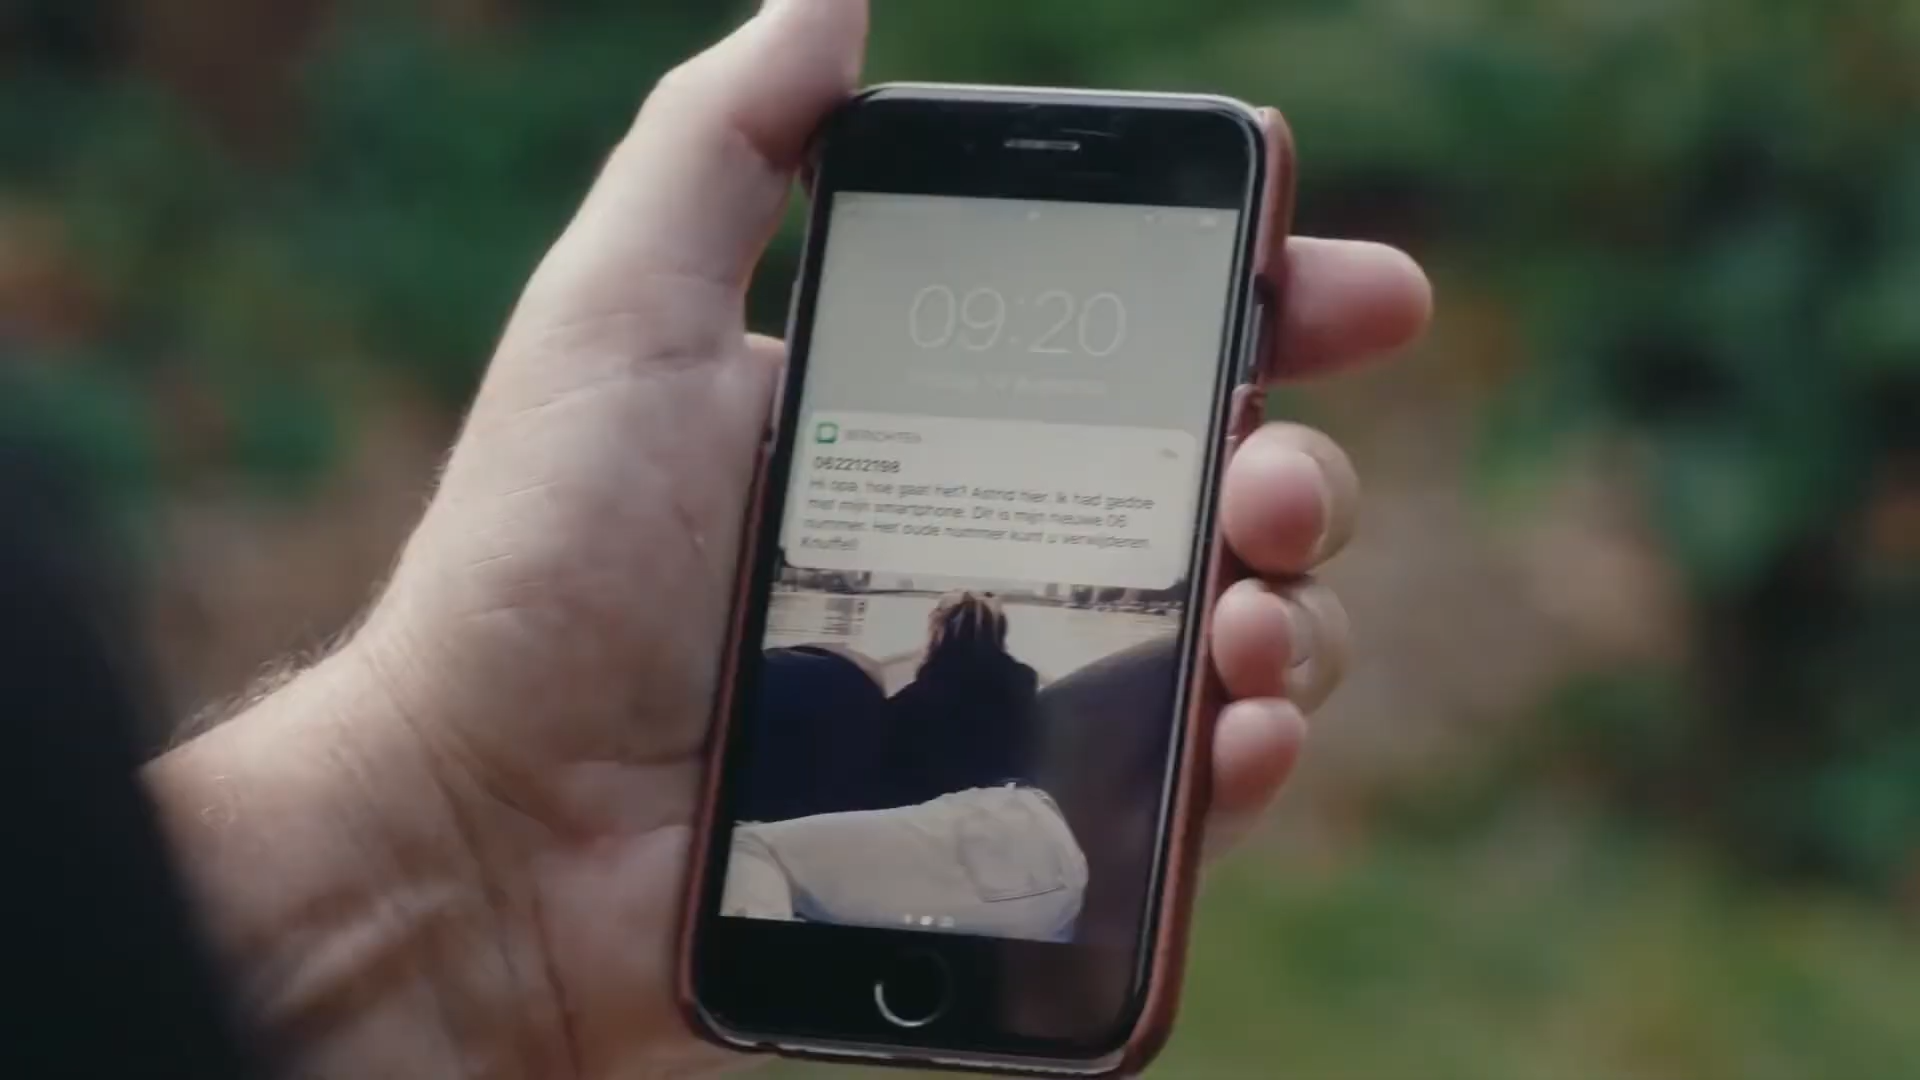 09:20
BERICHTEN
062212198
Hi opa, hoe gaat het? Astrid hier. Ik had gedoe
met mijn smartphone. Dit is mijn nieuwe 06
nummer. Het oude nummer kunt u verwijderen.
Knuffel!